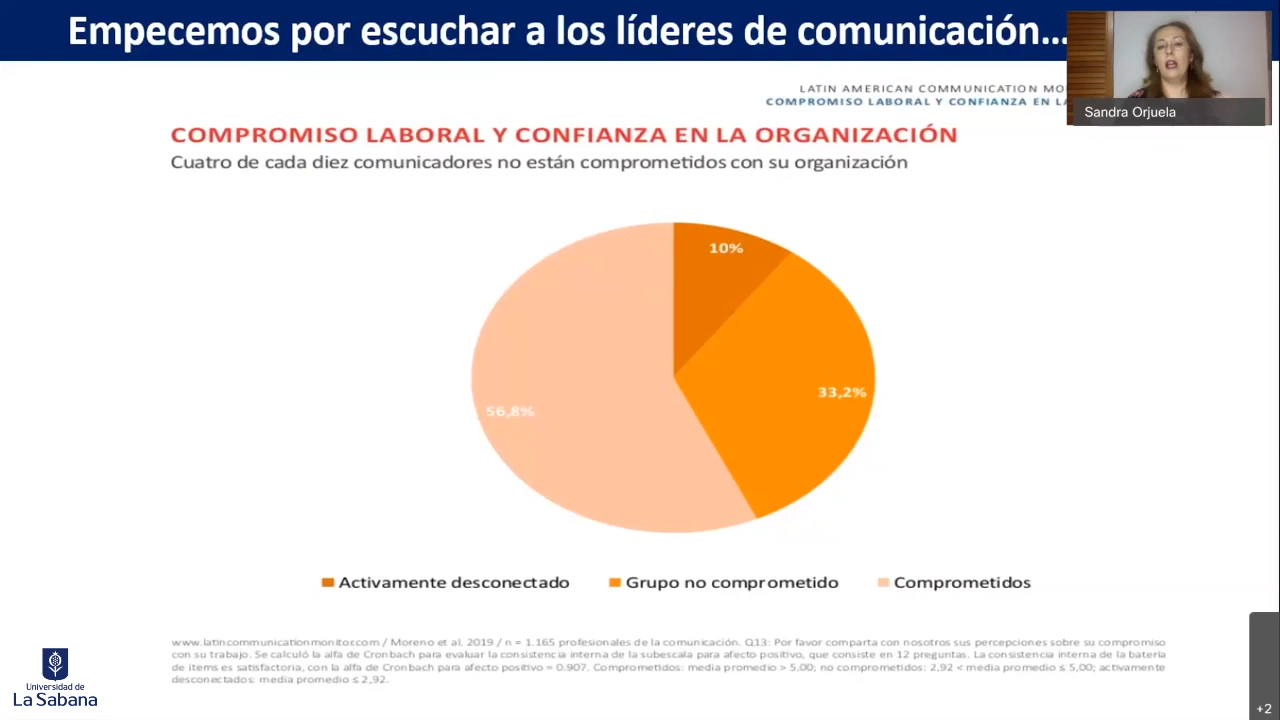 Empecemos por escuchar a los líderes de comunicación...
Sandra Orjuela
LATIN AMERICAN COMMUNICATION
COMPROMISO LABORAL Y CONFIANZA EN
COMPROMISO LABORAL Y CONFIANZA EN LA ORGANIZACIÓN
Cuatro de cada diez comunicadores no están comprometidos con su organización
10%
33,2%
56,8%
Activamente desconectado
Grupo no comprometido
Comprometidos
www.latincommunicationmonitor.com / Moreno et al. 2019 / n = 1.165 profesionales de la comunicación. Q13: Por favor comparta con nosotros sus percepciones sobre su compromiso
con su trabajo. Se calculó la alfa de Cronbach para evaluar la consistencia interna de la subescala para afecto positivo, que consiste en 12 preguntas. La consistencia interna de la batería
de items es satisfactoria, con la alfa de Cronbach para afecto positivo = 0.907. Comprometidos: media promedio > 5.00; no comprometidos: 2,92 < media promedio ≤ 5,00; activamente
desconectados: media promedio ≤ 2,92.
Universidad de
La Sabana
+2